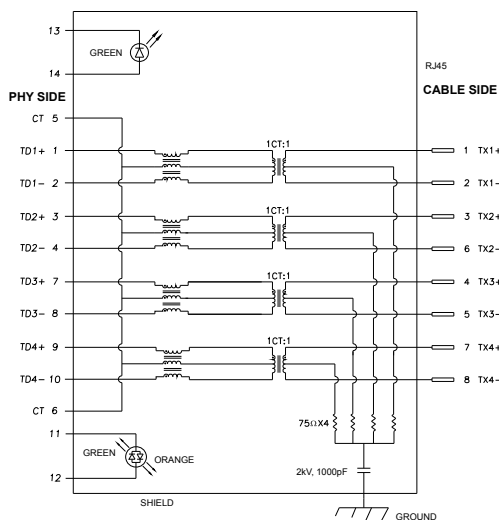 13
GREEN
14
RJ45
PHY SIDE
CABLE SIDE
CT 5
1CT:1
TD1+ 1
1 TX1+
TD1- 2
2 TX1-
1CT:1
TD2+ 3
3 TX2+
TD2- 4
6 TX2-
1CT:1
TD3+ 7
4 TX3+
TD3- 8
5 TX3-
1CT:1
TD4+ 9
7 TX4+
TD4- 10
8 TX4-
CT 6
75ΩX4
11
GREEN
ORANGE
12
2kV, 1000pF
SHIELD
GROUND